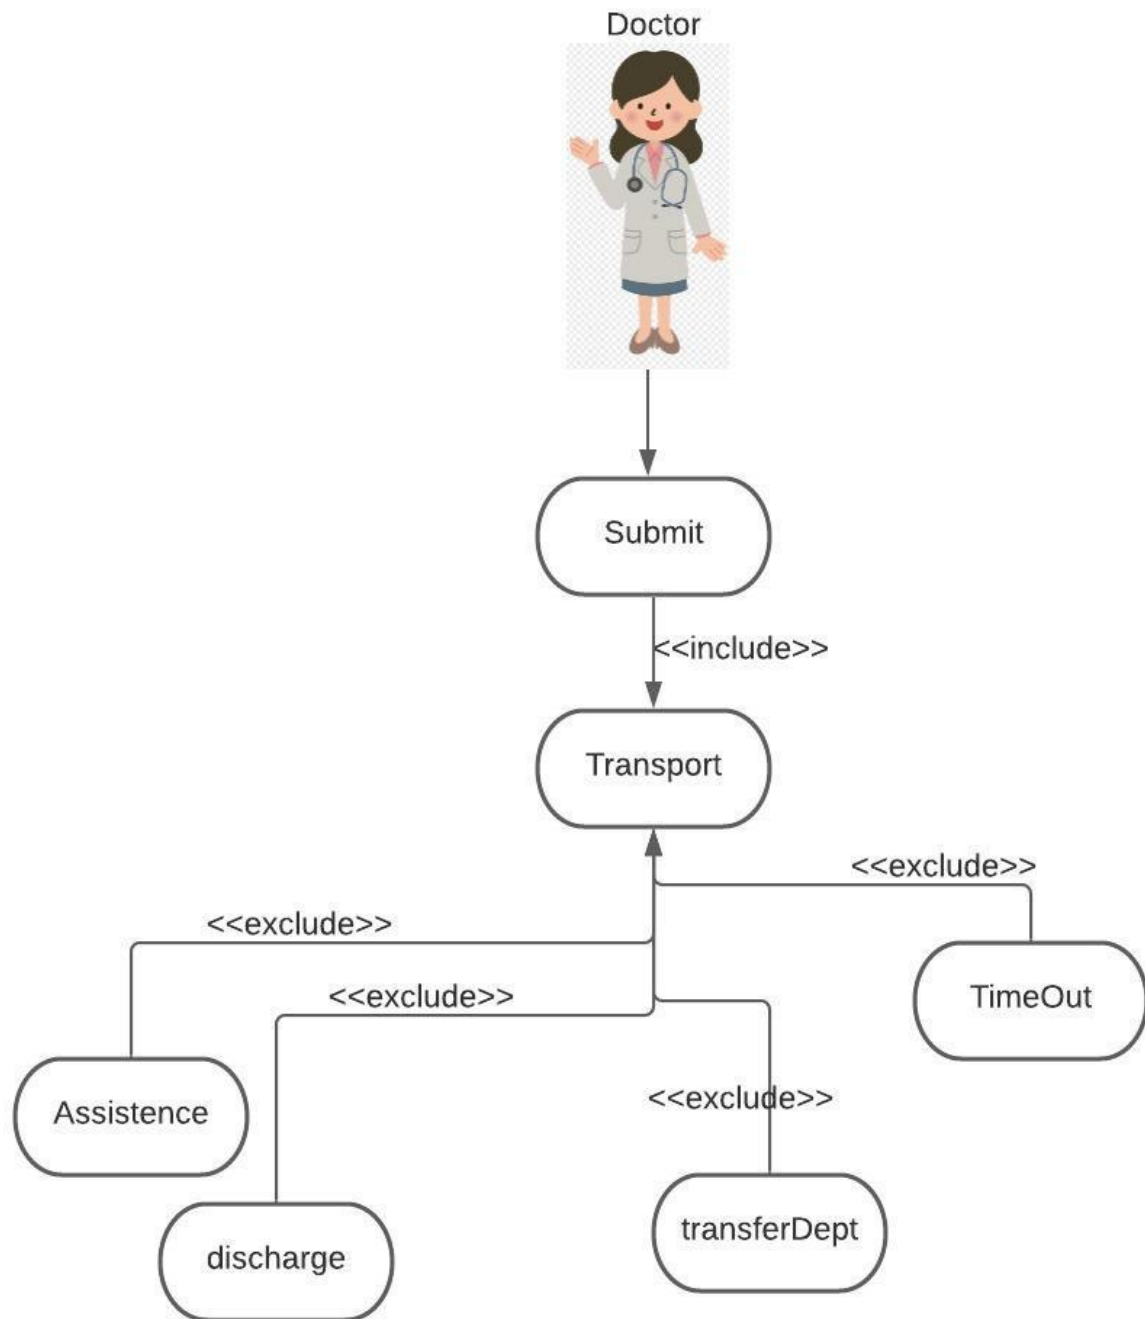 Doctor
Submit
<<include>>
Transport
<<exclude>>
<<exclude>>
<<exclude>>
TimeOut
<<exclude>>
Assistence
transferDept
discharge